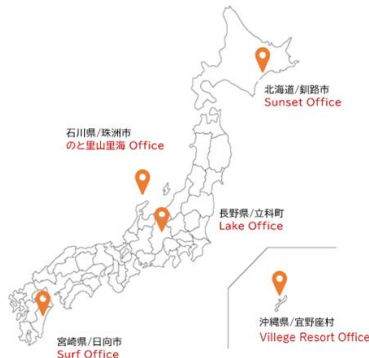 北海道/釧路市
Sunset Office
石川県/珠洲市
のと里山里海 Office
長野県/立科町
Lake Office
沖縄県/宜野座村
Villege Resort Office
宮崎県/日向市
Surf Office